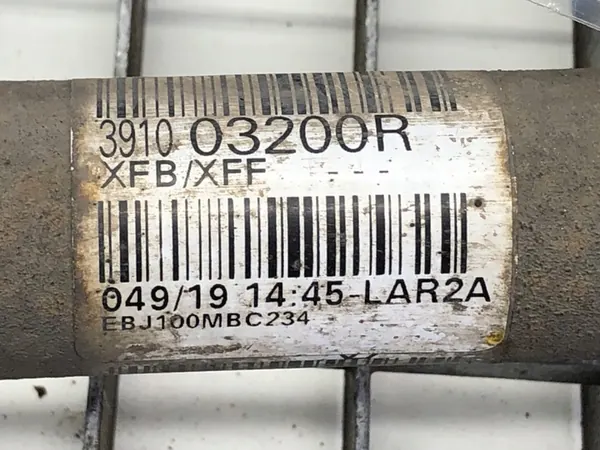 3910 03200R
XFB/XFF - - -
049/19 14:45-LAR2A
EBJ100MBC234